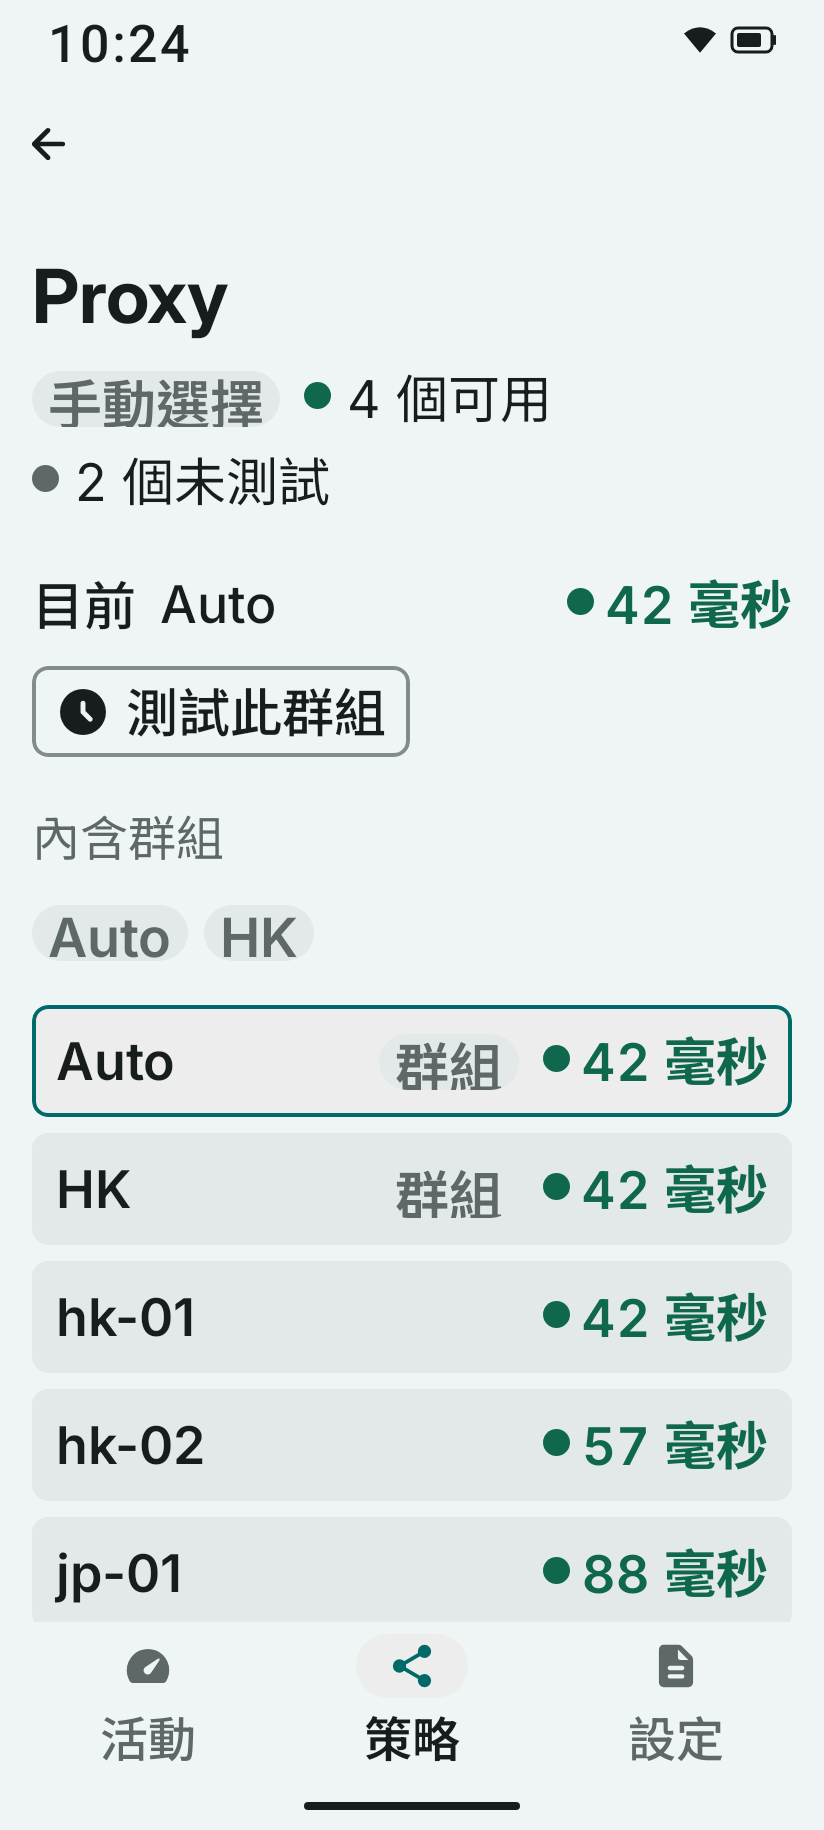 10:24
Proxy
手動選擇 4 個可用
2 個未測試
目前 Auto 42 毫秒
測試此群組
內含群組
Auto HK
Auto 群組 42 毫秒
HK 群組 42 毫秒
hk-01 42 毫秒
hk-02 57 毫秒
jp-01 88 毫秒
活動 策略 設定